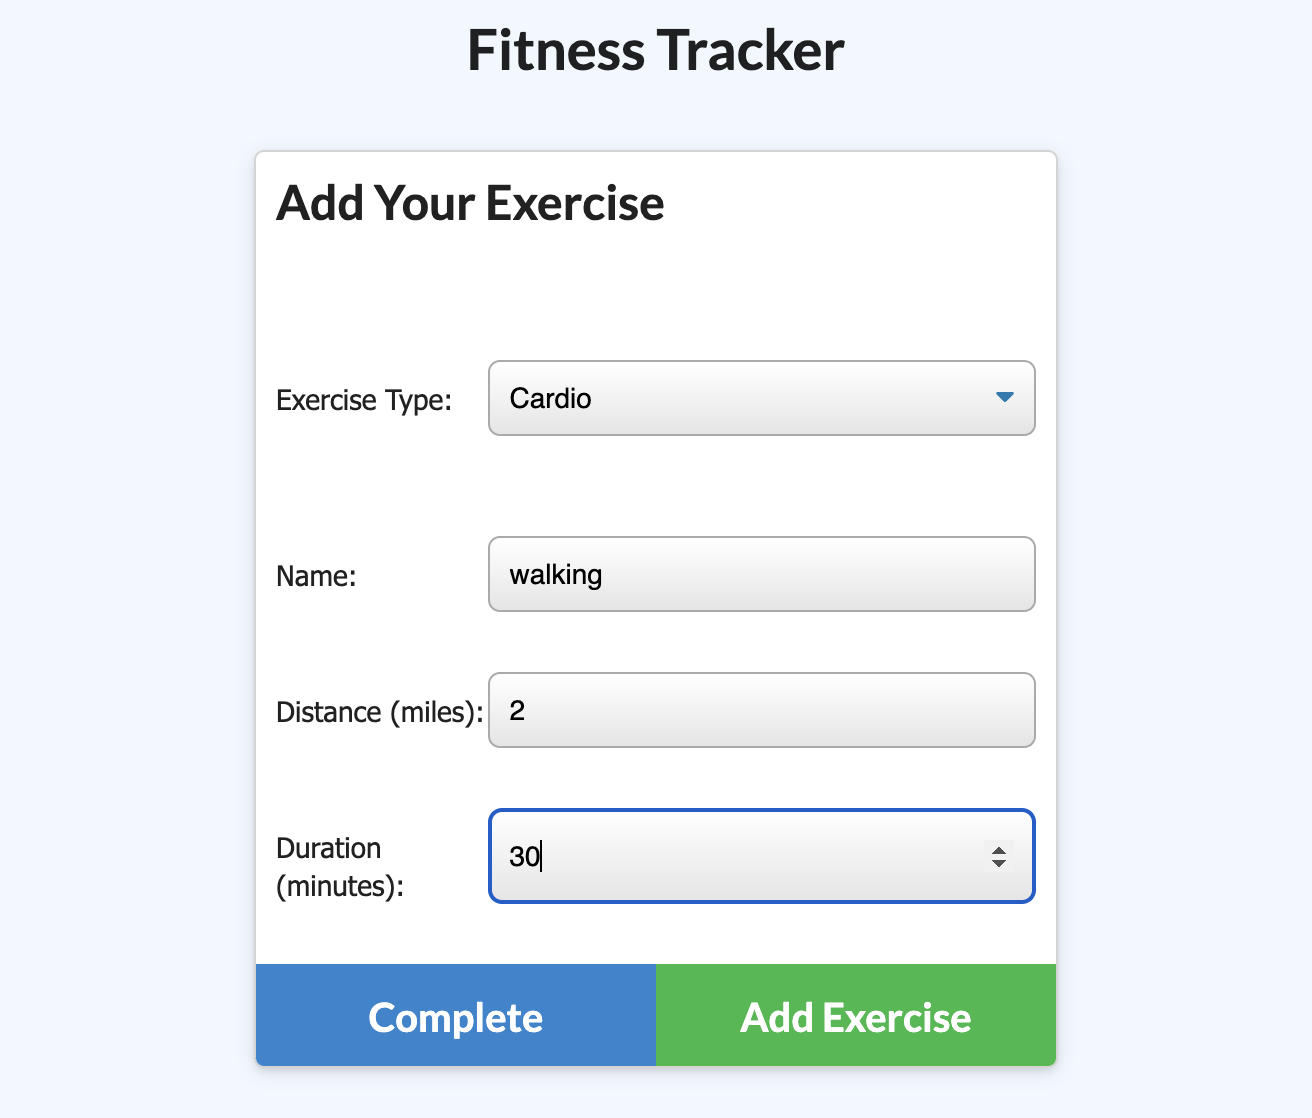 Fitness Tracker
Add Your Exercise
Exercise Type: Cardio
Name: walking
Distance (miles): 2
Duration
(minutes): 30
Complete Add Exercise